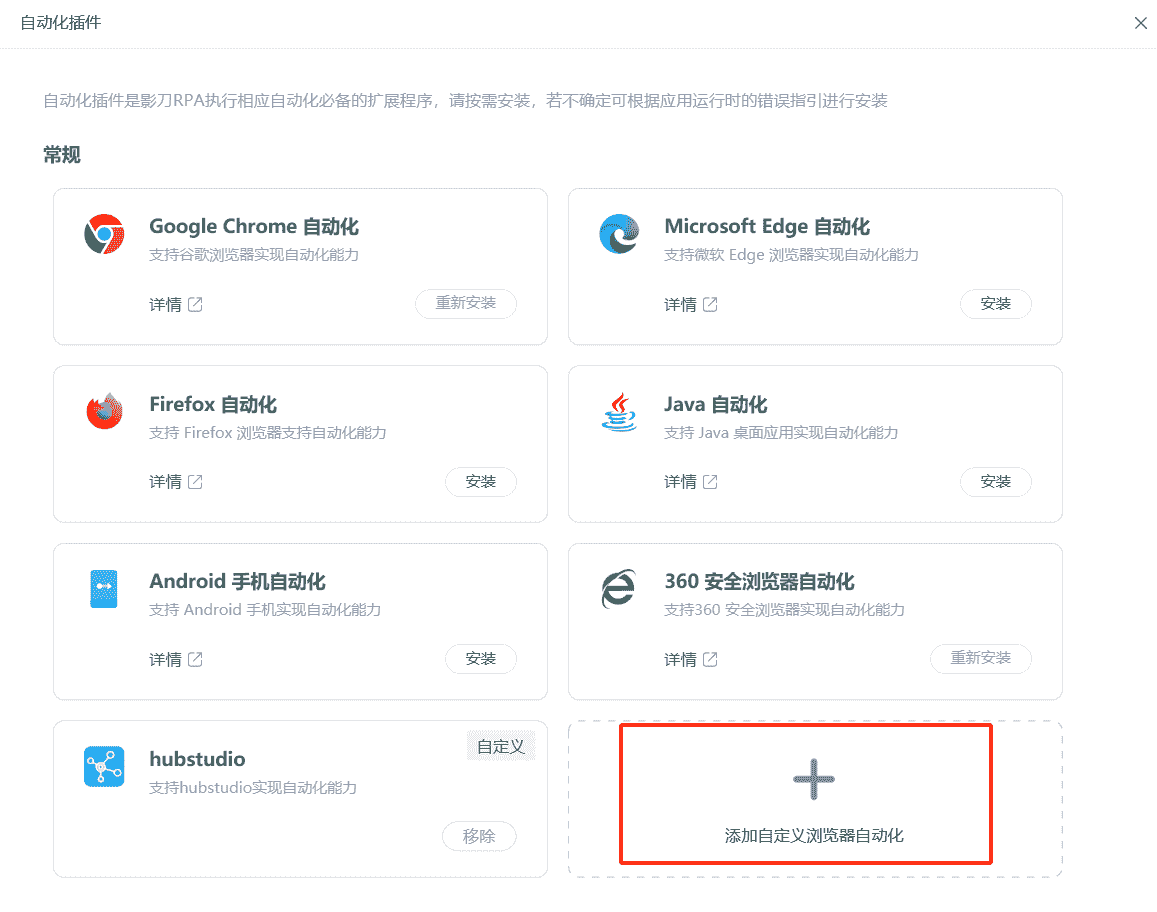 自动化插件
自动化插件是影刀RPA执行相应自动化必备的扩展程序，请按需安装，若不确定可根据应用运行时的错误指引进行安装
常规
Google Chrome 自动化
支持谷歌浏览器实现自动化能力
详情
重新安装
Microsoft Edge 自动化
支持微软 Edge 浏览器实现自动化能力
详情
安装
Firefox 自动化
支持 Firefox 浏览器支持自动化能力
详情
安装
Java 自动化
支持 Java 桌面应用实现自动化能力
详情
安装
Android 手机自动化
支持 Android 手机实现自动化能力
详情
安装
360 安全浏览器自动化
支持360 安全浏览器实现自动化能力
详情
重新安装
hubstudio
自定义
支持hubstudio实现自动化能力
移除
添加自定义浏览器自动化